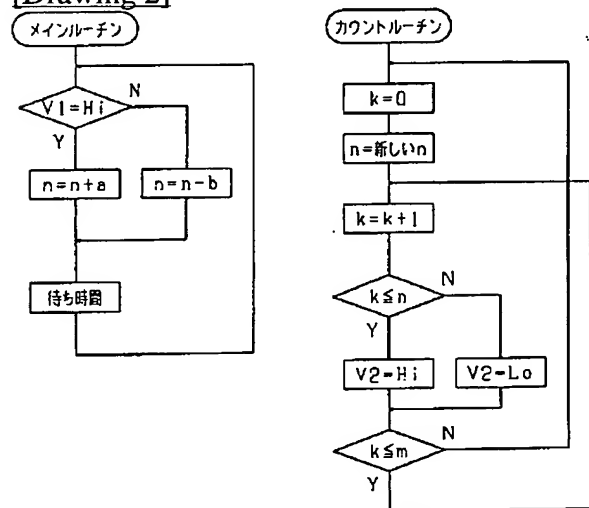 [Drawing 2]
メインルーチン
V1=Hi
N
Y
n=n+a
n=n-b
待ち時間
カウントルーチン
k=0
n=新しいn
k=k+1
k≦n
N
Y
V2=Hi
V2=Lo
k≦m
N
Y